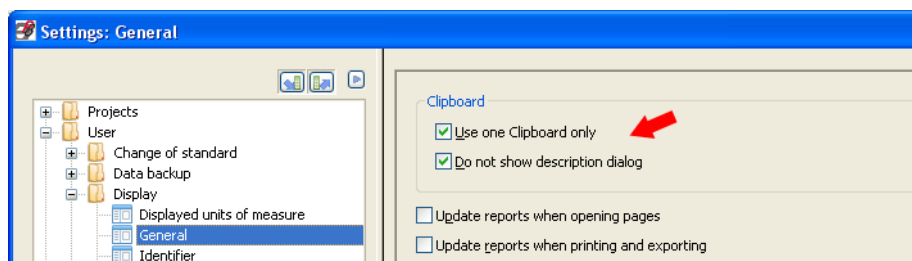 Settings: General
Projects
User
Change of standard
Data backup
Display
Displayed units of measure
General
Identifier
Clipboard
Use one Clipboard only
Do not show description dialog
Update reports when opening pages
Update reports when printing and exporting